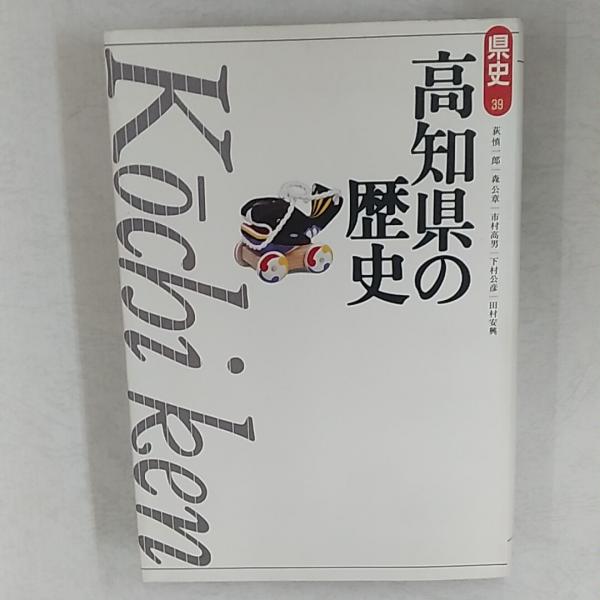 県史
39
高知県の
歴史
荻慎一郎|森公章|市村高男|下村公彦|田村安興
Kōchi ken